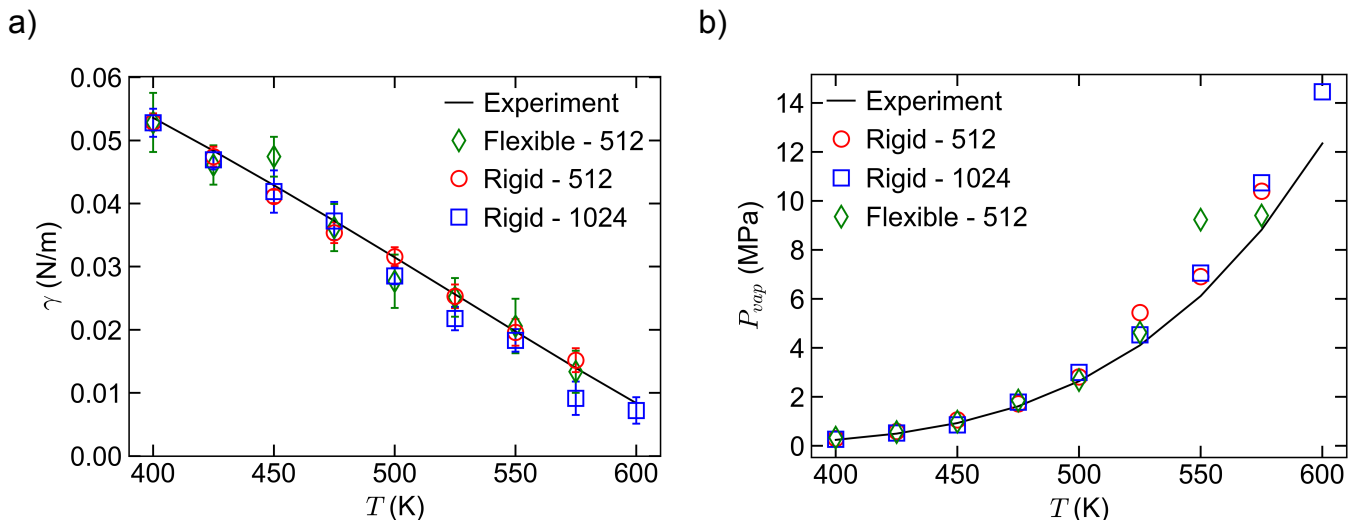 a)
γ (N/m)
0.06
0.05
0.04
0.03
0.02
0.01
0.00
Experiment
Flexible - 512
Rigid - 512
Rigid - 1024
400
450
500
550
600
T (K)
b)
P_vap (MPa)
14
12
10
8
6
4
2
0
Experiment
Rigid - 512
Rigid - 1024
Flexible - 512
400
450
500
550
600
T (K)